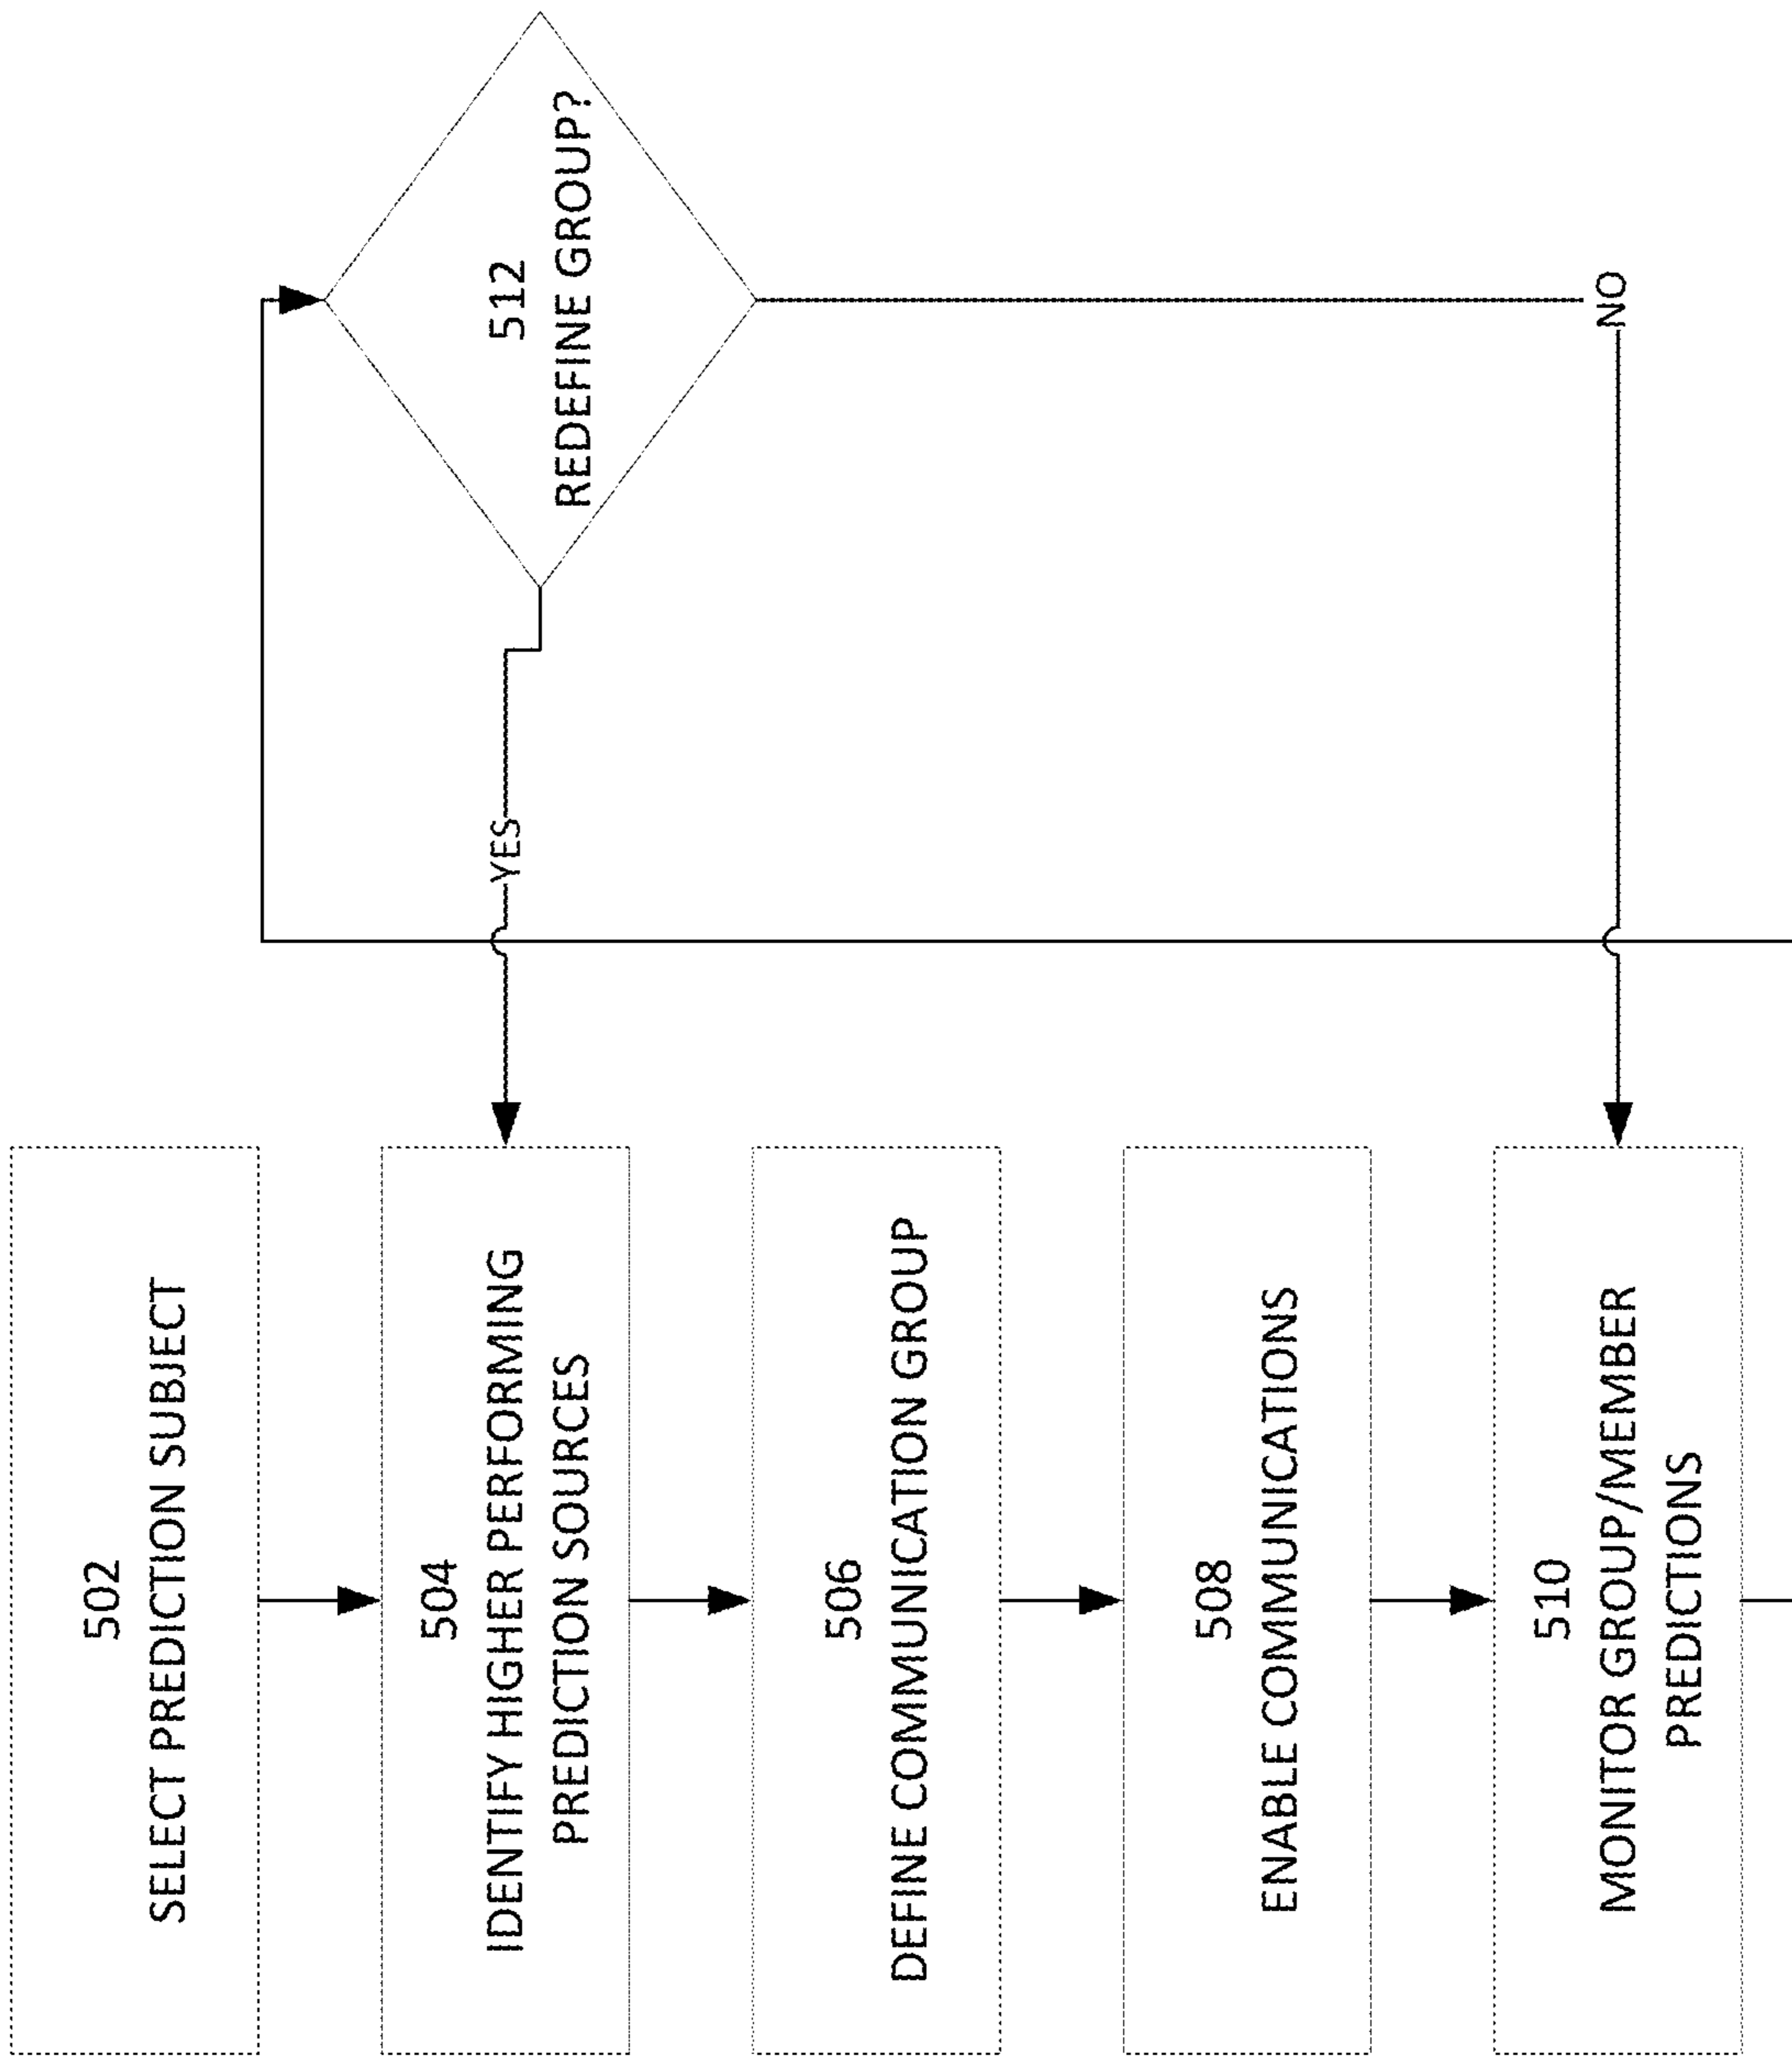 502
SELECT PREDICTION SUBJECT
504
IDENTIFY HIGHER PERFORMING
PREDICTION SOURCES
506
DEFINE COMMUNICATION GROUP
508
ENABLE COMMUNICATIONS
510
MONITOR GROUP/MEMBER
PREDICTIONS
512
REDEFINE GROUP?
YES
NO